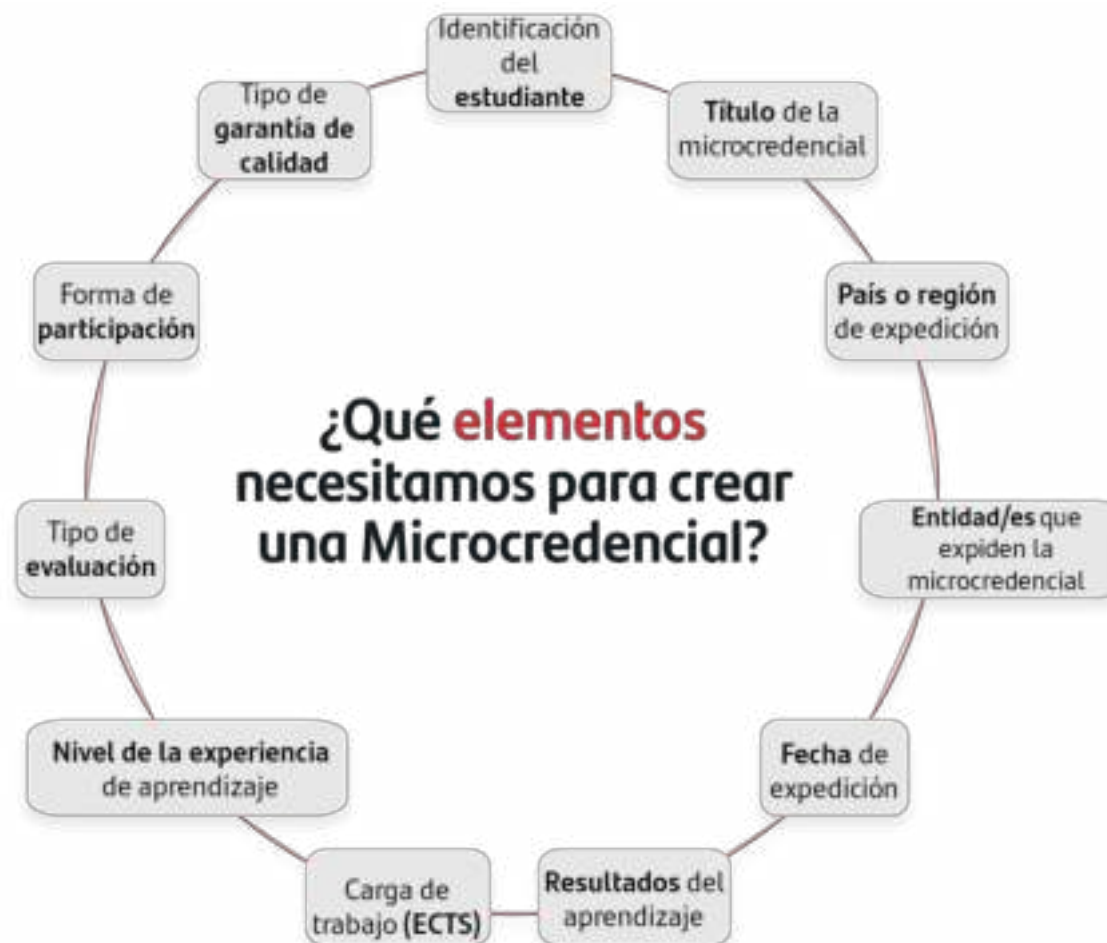 Identificación
del
estudiante
Título de la
microcredencial
País o región
de expedición
Entidad/es que
expiden la
microcredencial
Fecha de
expedición
Resultados del
aprendizaje
Carga de
trabajo (ECTS)
Nivel de la experiencia
de aprendizaje
Tipo de
evaluación
Forma de
participación
Tipo de
garantía de
calidad
¿Qué elementos
necesitamos para crear
una Microcredencial?